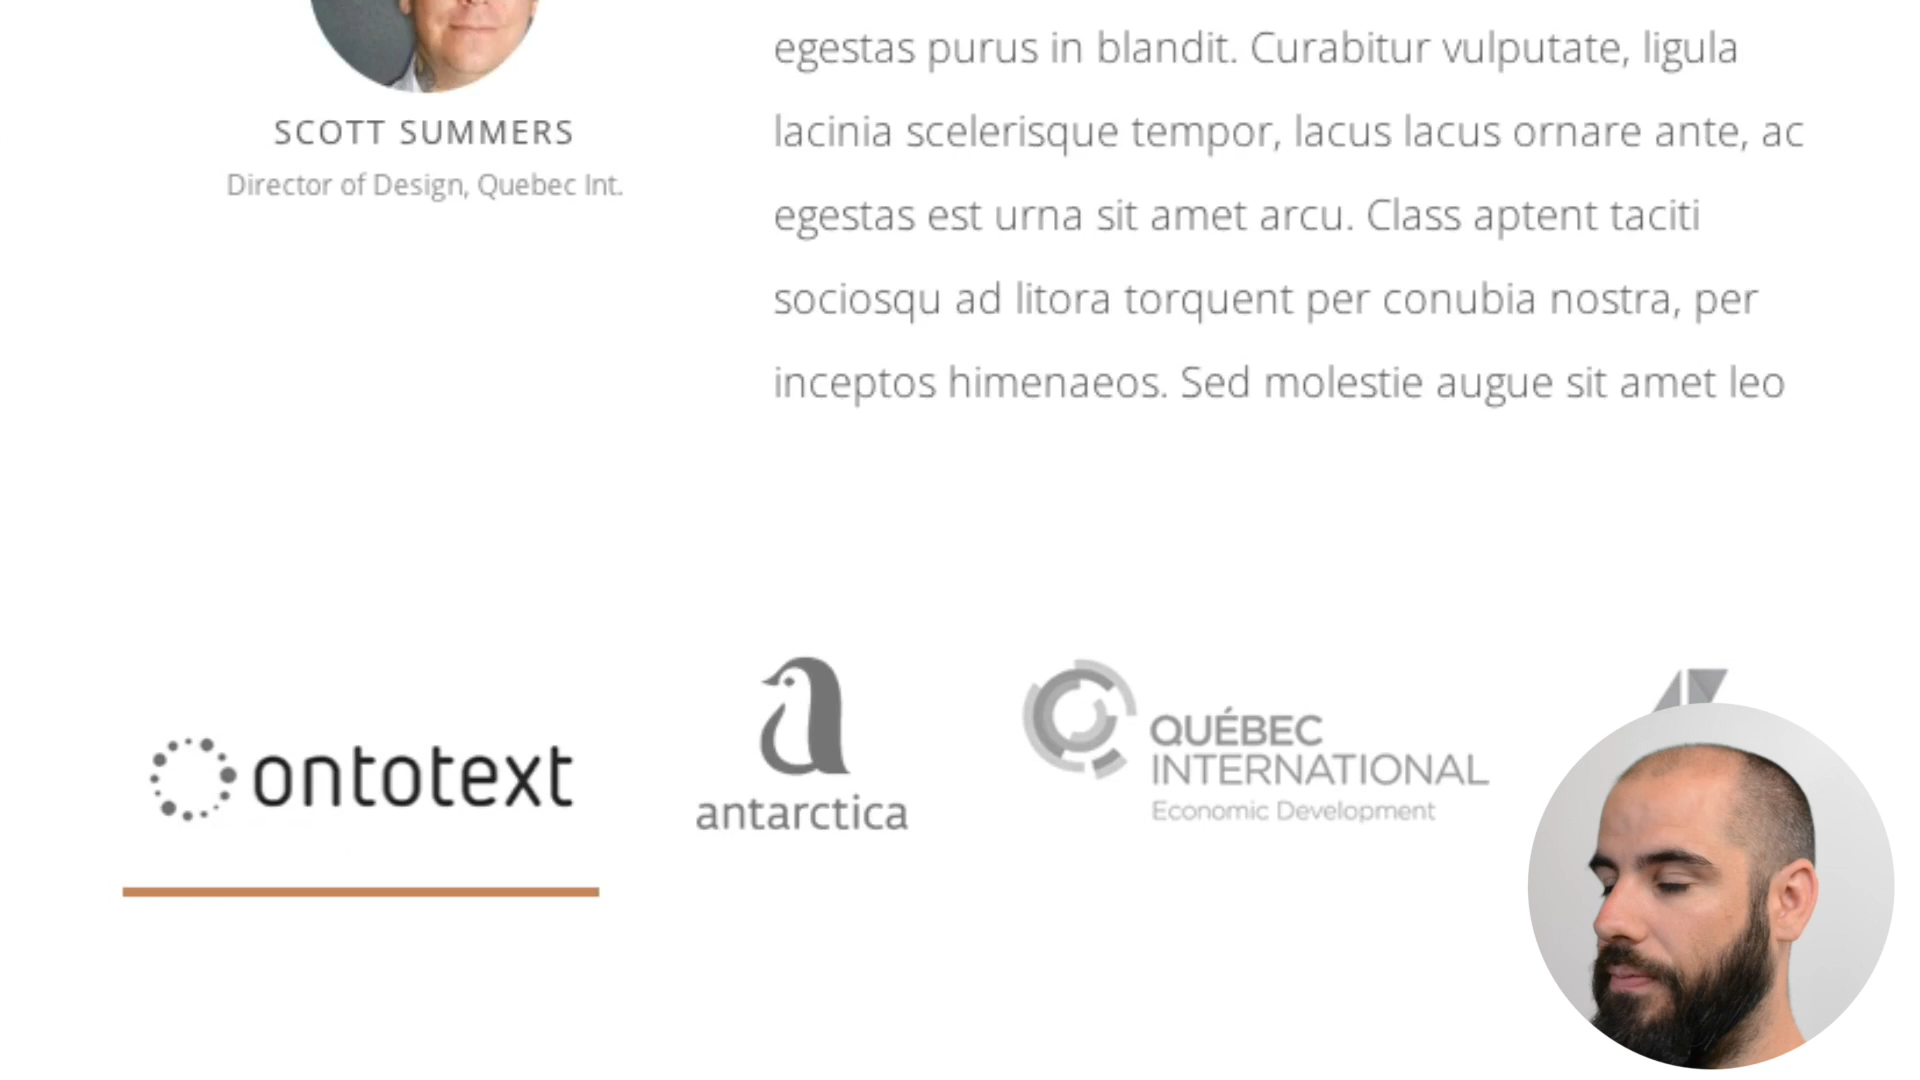 SCOTT SUMMERS
Director of Design, Quebec Int.
egestas purus in blandit. Curabitur vulputate, ligula
lacinia scelerisque tempor, lacus lacus ornare ante, ac
egestas est urna sit amet arcu. Class aptent taciti
sociosqu ad litora torquent per conubia nostra, per
inceptos himenaeos. Sed molestie augue sit amet leo
ontotext
antarctica
QUÉBEC
INTERNATIONAL
Economic Development